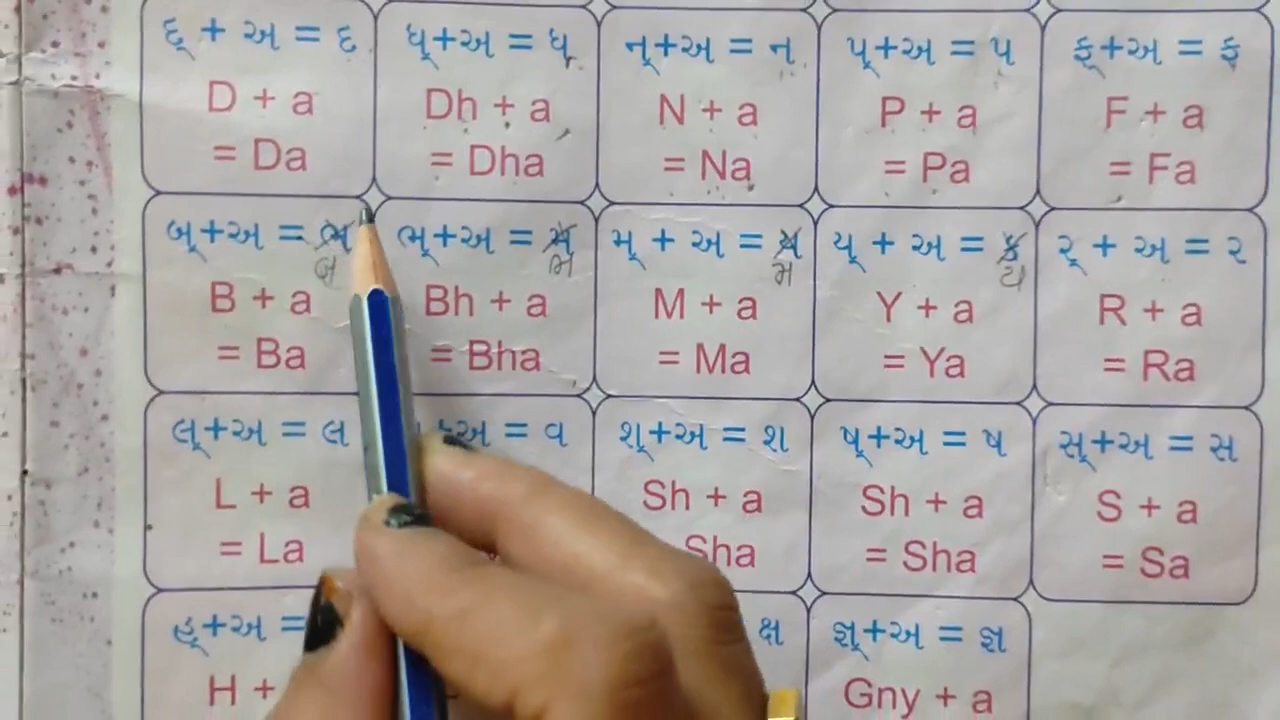 દ્ + અ = દ
D + a
= Da
ધ્+અ = ધ
Dh + a
= Dha
ન્+અ = ન
N + a
= Na
પ્+અ = પ
P + a
= Pa
ફ્+અ = ફ
F + a
= Fa
બ્+અ = ભ
બ
B + a
= Ba
ભ્+અ = મ
ભ
Bh + a
= Bha
મ્ + અ = ય
મ
M + a
= Ma
ય્ + અ =
ય
Y + a
= Ya
ર્ + અ = ર
R + a
= Ra
લ્+અ = લ
L + a
= La
અ = વ
શ્+અ = શ
Sh + a
Sha
ષ્+અ = ષ
Sh + a
= Sha
સ્+અ = સ
S + a
= Sa
હ્+અ =
H +
ક્ષ
જ્ઞ્+અ = જ્ઞ
Gny + a